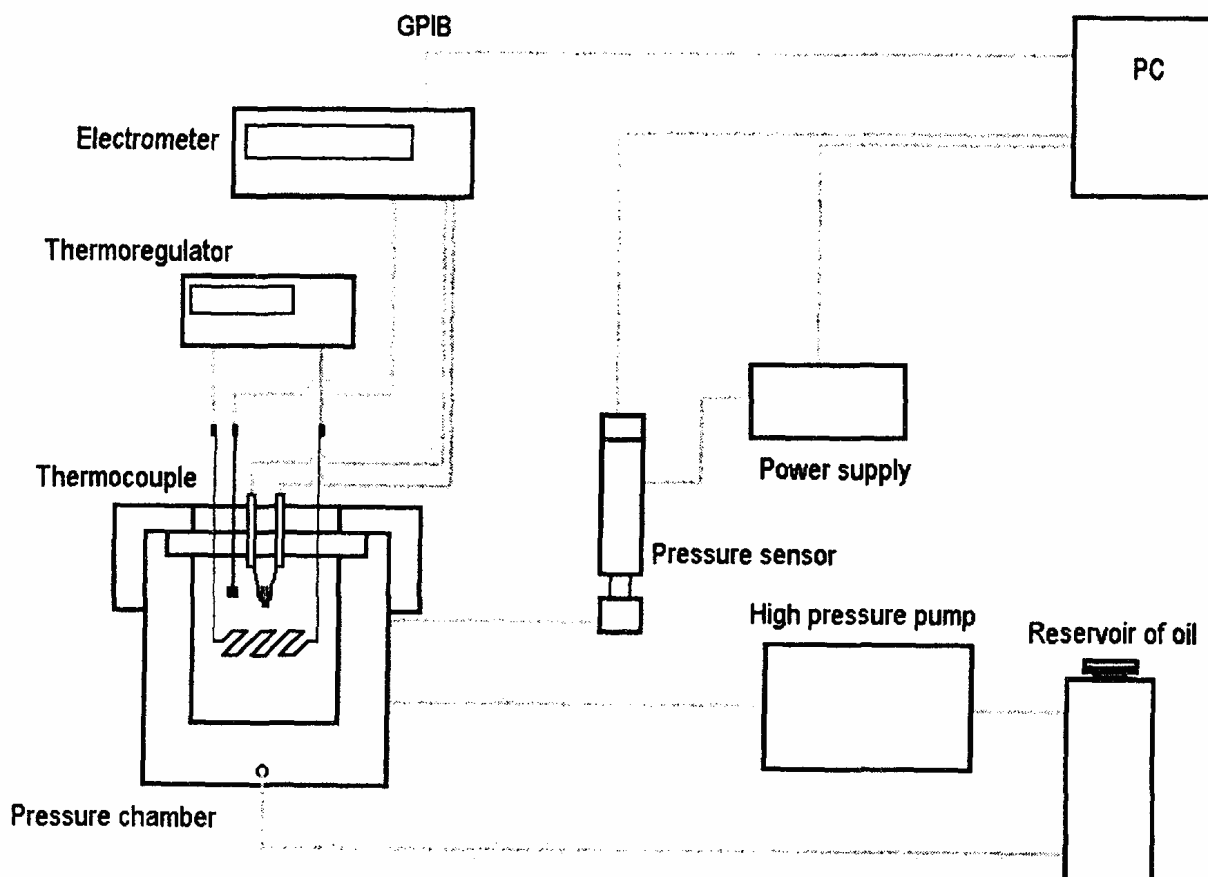 GPIB
PC
Electrometer
Thermoregulator
Thermocouple
Power supply
Pressure sensor
High pressure pump
Reservoir of oil
Pressure chamber